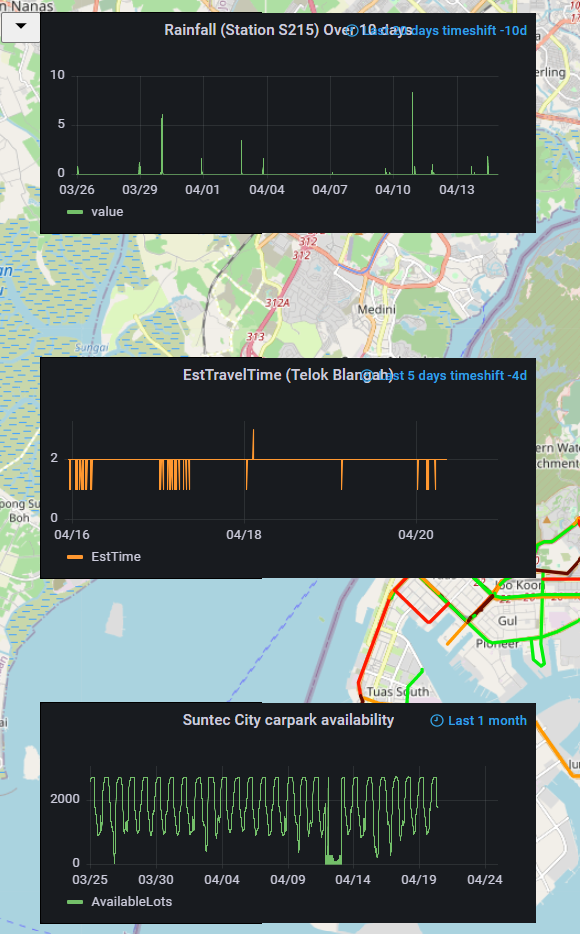 n Nanas
Rainfall (Station S215) Over 10 days
days timeshift -10d
10
5
0
03/26 03/29 04/01 04/04 04/07 04/10 04/13
value
erling
312
312
312A
Medini
313
Sungai
EstTravelTime (Telok Blangah)
Last 5 days timeshift -4d
2
0
04/16 04/18 04/20
EstTime
ern Wate
chment
pong Su
Boh
Joo Koon
Gul
Pioneer
Tuas South
Suntec City carpark availability
Last 1 month
2000
0
03/25 03/30 04/04 04/09 04/14 04/19 04/24
AvailableLots
Ju